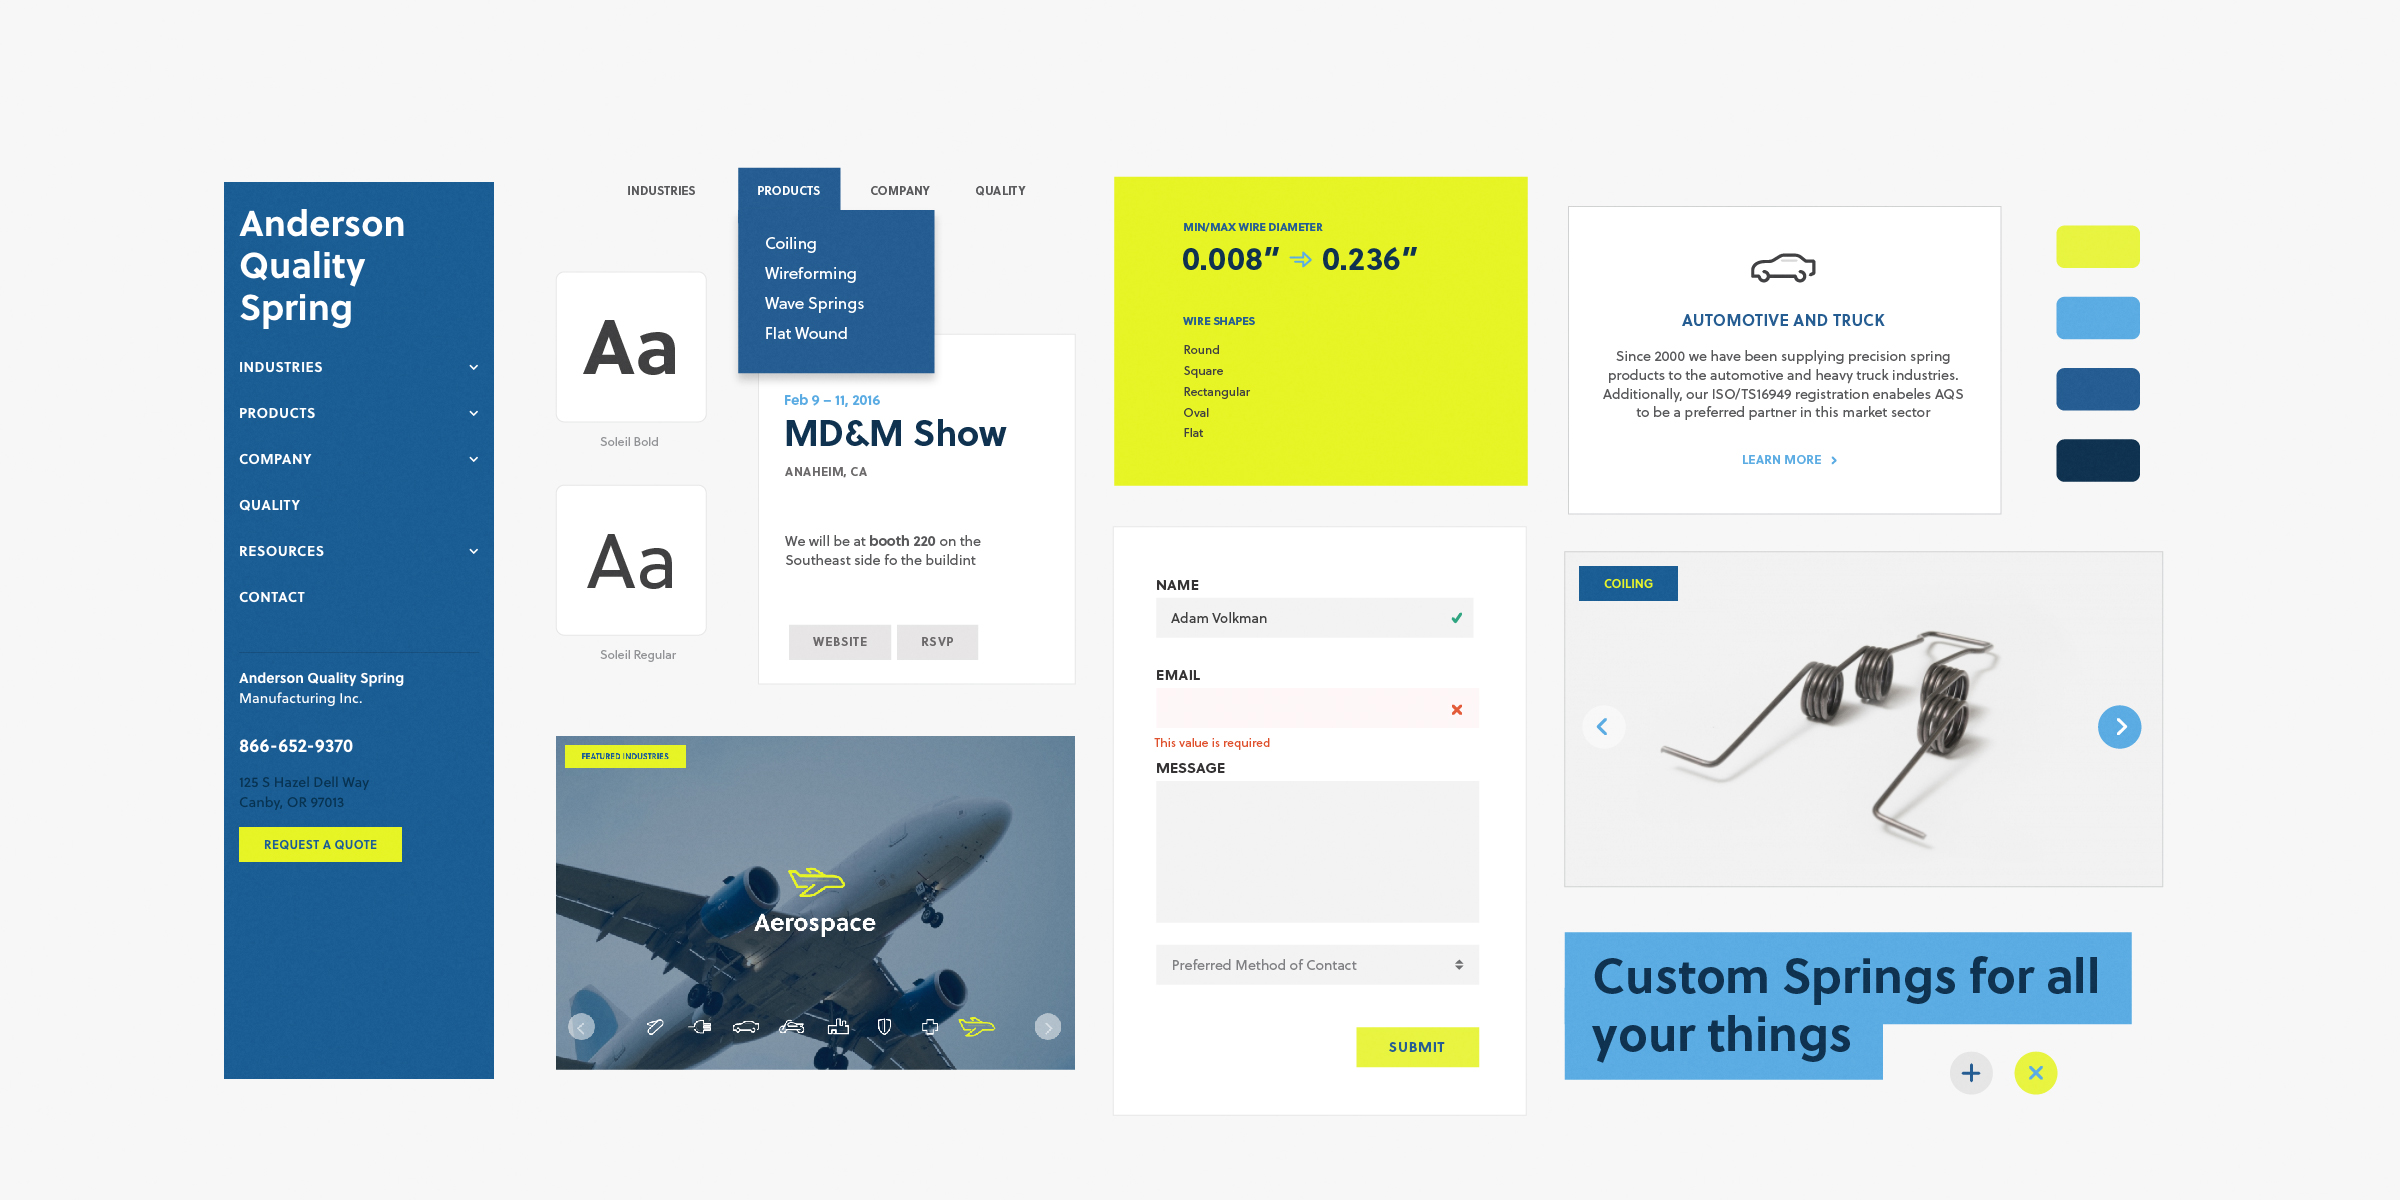 Anderson
Quality
Spring
INDUSTRIES
PRODUCTS
COMPANY
QUALITY
RESOURCES
CONTACT
Anderson Quality Spring
Manufacturing Inc.
866-652-9370
125 S Hazel Dell Way
Canby, OR 97013
REQUEST A QUOTE
INDUSTRIES PRODUCTS COMPANY QUALITY
Coiling
Wireforming
Wave Springs
Flat Wound
Aa
Soleil Bold
Aa
Soleil Regular
Feb 9 – 11, 2016
MD&M Show
ANAHEIM, CA
We will be at booth 220 on the
Southeast side fo the buildint
WEBSITE RSVP
FEATURED INDUSTRIES
Aerospace
MIN/MAX WIRE DIAMETER
0.008” ⇒ 0.236”
WIRE SHAPES
Round
Square
Rectangular
Oval
Flat
NAME
Adam Volkman
EMAIL
This value is required
MESSAGE
Preferred Method of Contact
SUBMIT
AUTOMOTIVE AND TRUCK
Since 2000 we have been supplying precision spring
products to the automotive and heavy truck industries.
Additionally, our ISO/TS16949 registration enabeles AQS
to be a preferred partner in this market sector
LEARN MORE
COILING
Custom Springs for all
your things